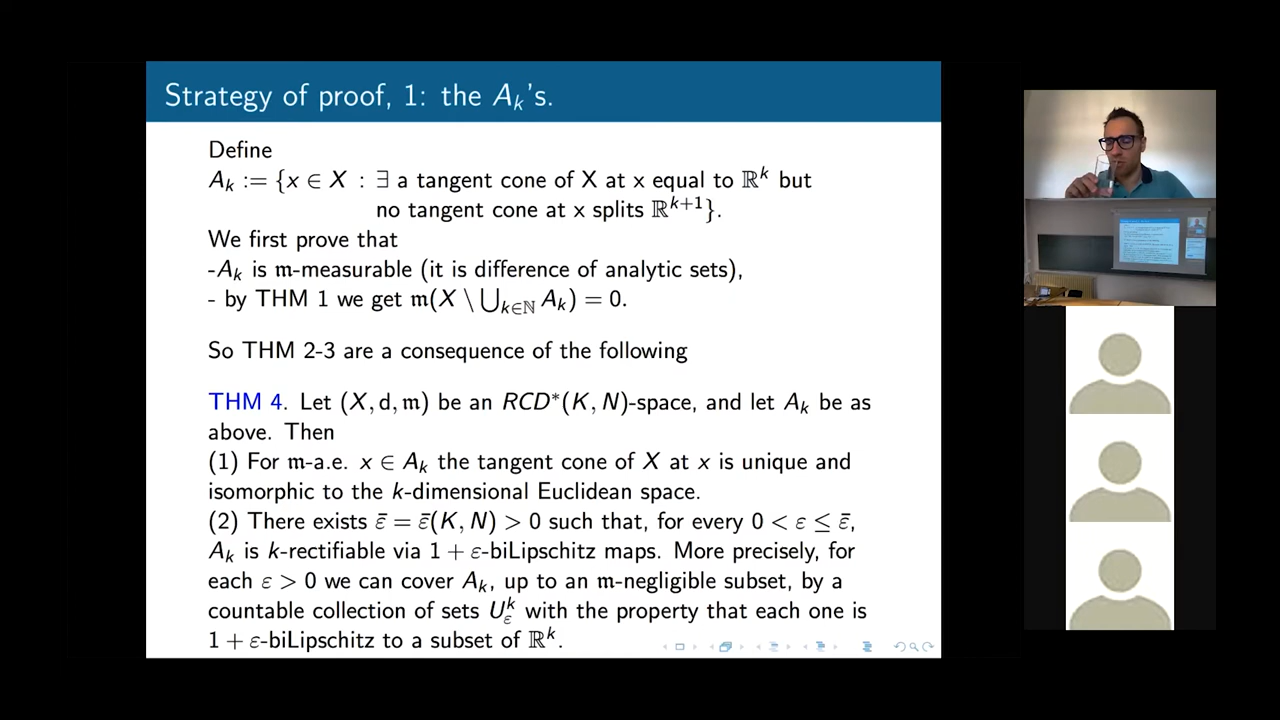 Strategy of proof, 1: the A_k's.
Define
A_k := {x ∈ X : ∃ a tangent cone of X at x equal to ℝ^k but
no tangent cone at x splits ℝ^{k+1}}.
We first prove that
-A_k is 𝔪-measurable (it is difference of analytic sets),
- by THM 1 we get 𝔪(X \ ⋃_{k∈ℕ} A_k) = 0.
So THM 2-3 are a consequence of the following
THM 4. Let (X, d, 𝔪) be an RCD*(K, N)-space, and let A_k be as
above. Then
(1) For 𝔪-a.e. x ∈ A_k the tangent cone of X at x is unique and
isomorphic to the k-dimensional Euclidean space.
(2) There exists ε̄ = ε̄(K, N) > 0 such that, for every 0 < ε ≤ ε̄,
A_k is k-rectifiable via 1 + ε-biLipschitz maps. More precisely, for
each ε > 0 we can cover A_k, up to an 𝔪-negligible subset, by a
countable collection of sets U_ε^k with the property that each one is
1 + ε-biLipschitz to a subset of ℝ^k.